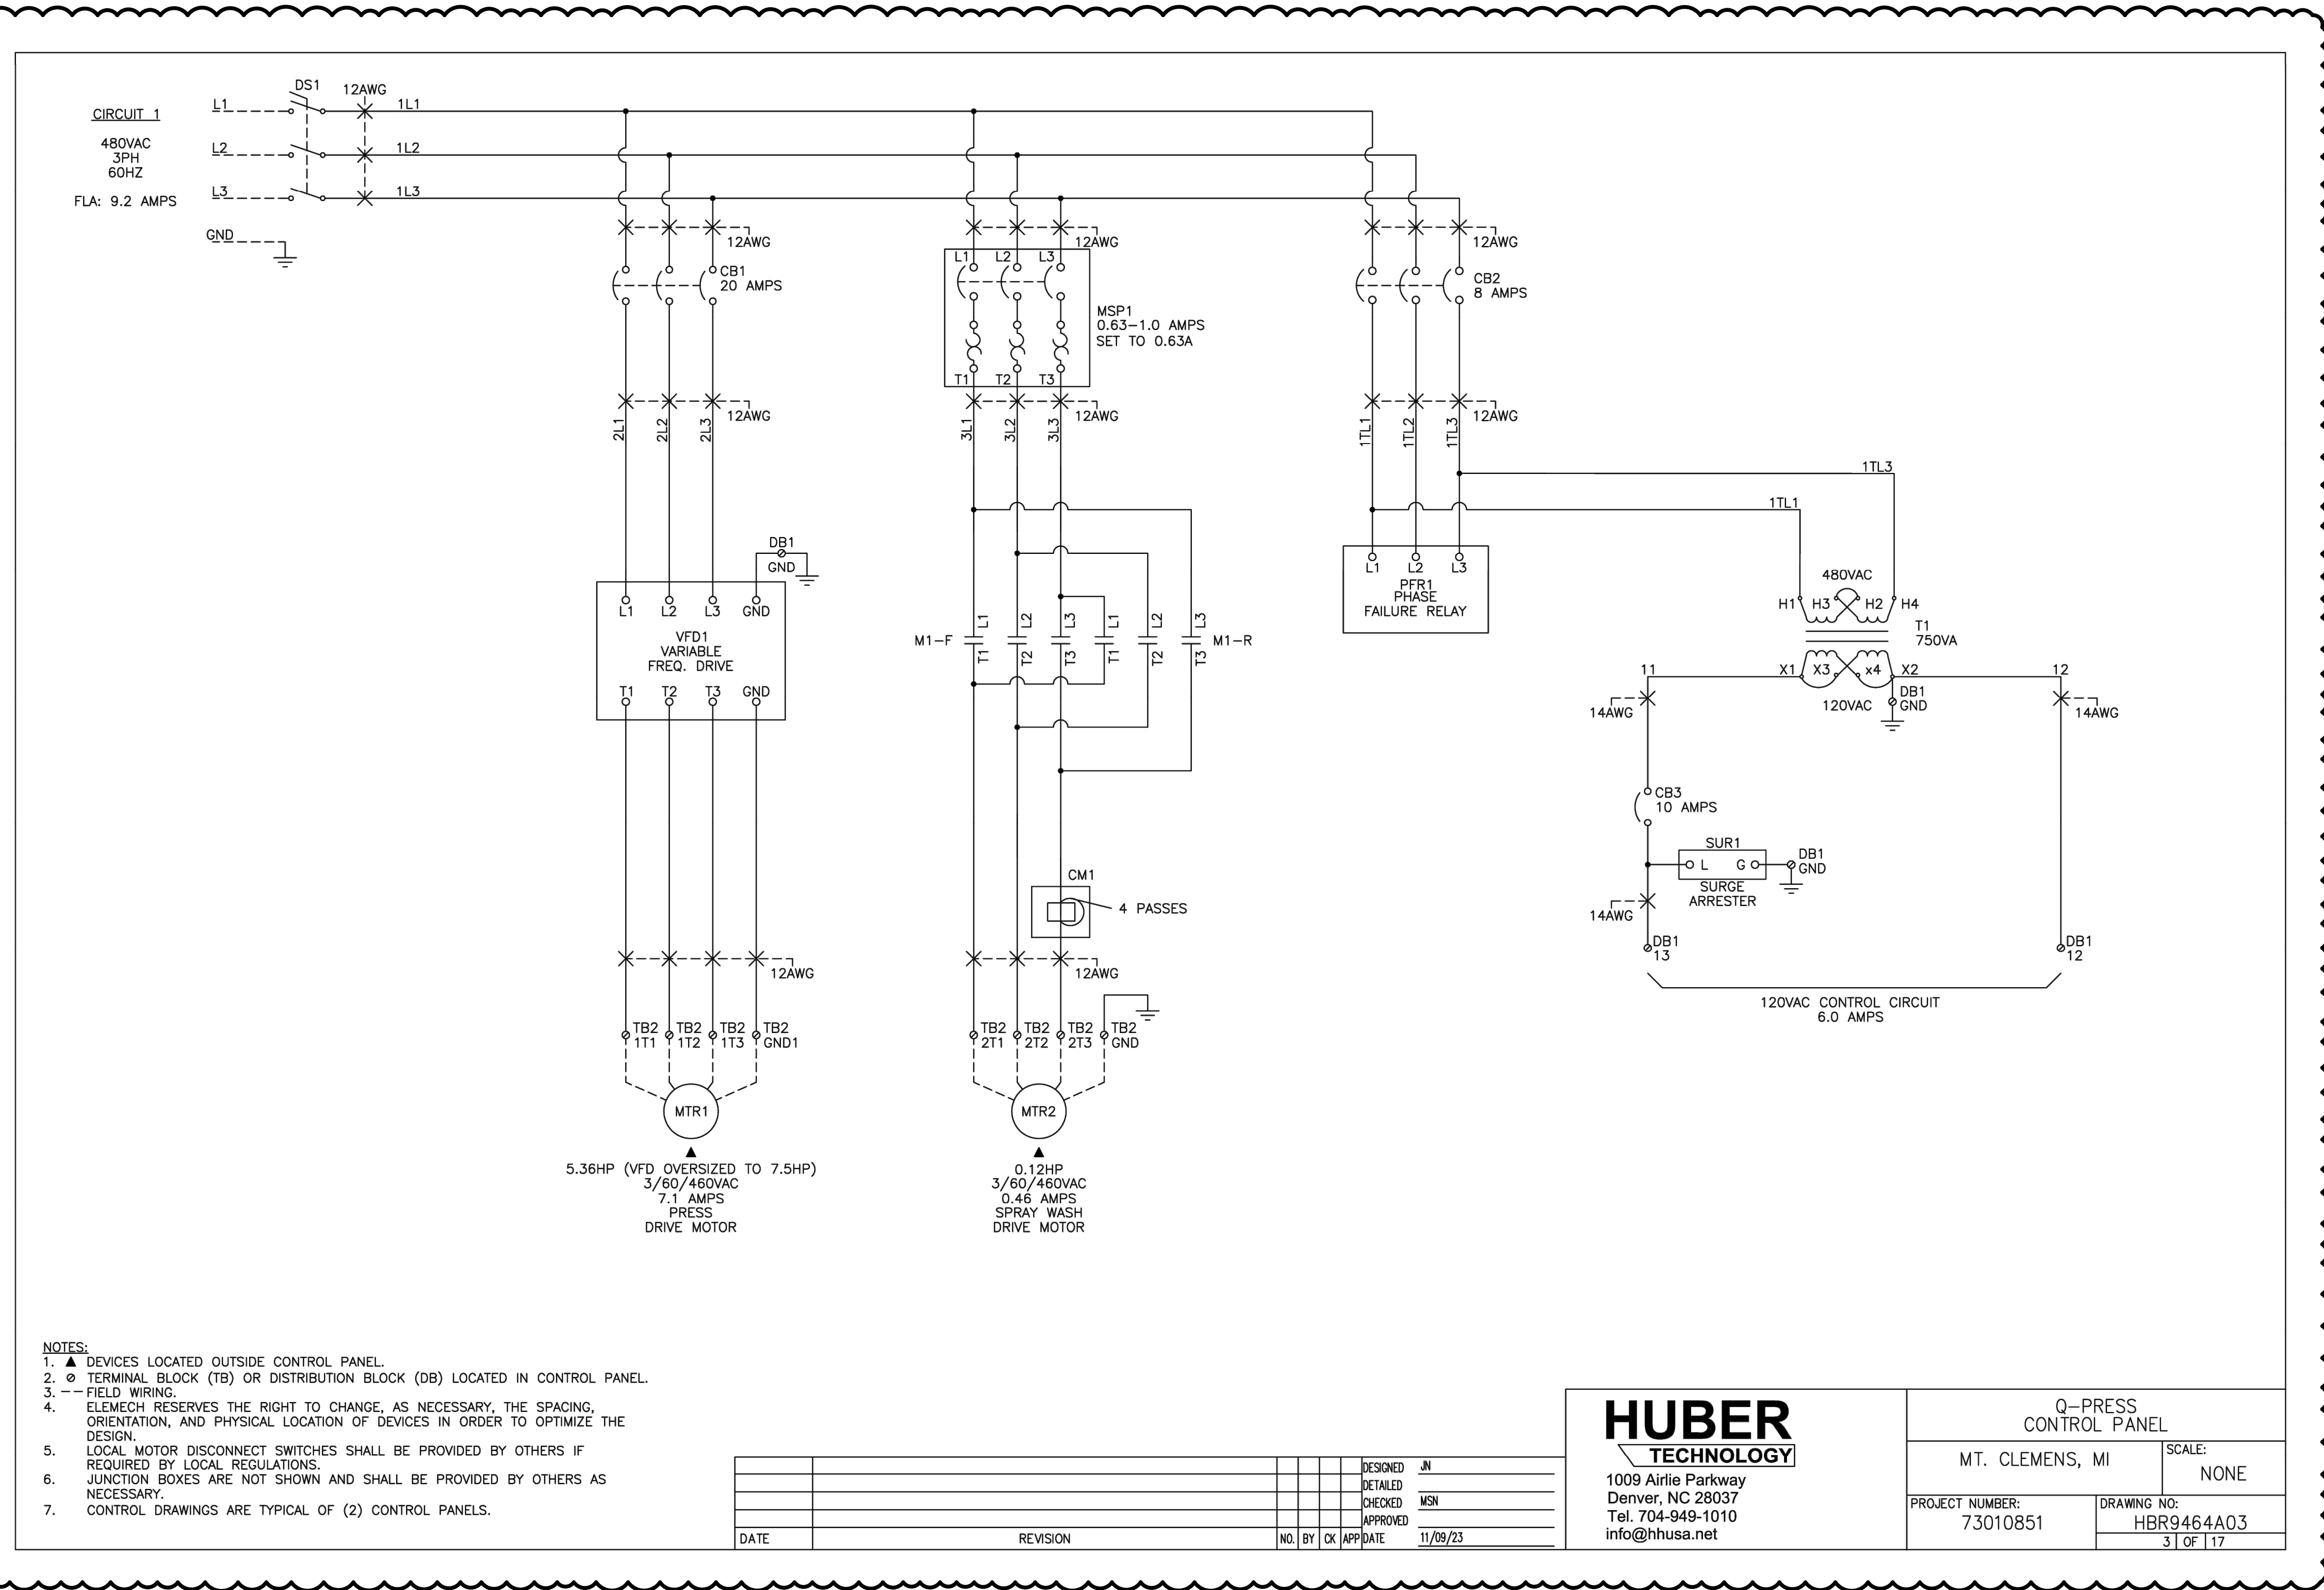 CIRCUIT 1
480VAC
3PH
60HZ
FLA: 9.2 AMPS
L1
L2
L3
GND
DS1
12AWG
1L1
1L2
1L3
12AWG
CB1
20 AMPS
12AWG
2L1
2L2
2L3
DB1
GND
L1 L2 L3 GND
VFD1
VARIABLE
FREQ. DRIVE
T1 T2 T3 GND
12AWG
TB2 TB2 TB2 TB2
1T1 1T2 1T3 GND1
MTR1
▲
5.36HP (VFD OVERSIZED TO 7.5HP)
3/60/460VAC
7.1 AMPS
PRESS
DRIVE MOTOR
12AWG
L1 L2 L3
MSP1
0.63-1.0 AMPS
SET TO 0.63A
T1 T2 T3
12AWG
3L1
3L2
3L3
L1 L2 L3 L1 L2 L3
M1-F M1-R
T1 T2 T3 T1 T2 T3
CM1
4 PASSES
12AWG
TB2 TB2 TB2 TB2
2T1 2T2 2T3 GND
MTR2
▲
0.12HP
3/60/460VAC
0.46 AMPS
SPRAY WASH
DRIVE MOTOR
12AWG
CB2
8 AMPS
12AWG
1TL1
1TL2
1TL3
1TL3
1TL1
L1 L2 L3
PFR1
PHASE
FAILURE RELAY
480VAC
H1 H3 H2 H4
T1
750VA
11 X1 X3 x4 X2 12
DB1
120VAC GND
14AWG 14AWG
CB3
10 AMPS
SUR1
L G
DB1
GND
SURGE
ARRESTER
14AWG
DB1
13
DB1
12
120VAC CONTROL CIRCUIT
6.0 AMPS
NOTES:
1. ▲ DEVICES LOCATED OUTSIDE CONTROL PANEL.
2. ⊘ TERMINAL BLOCK (TB) OR DISTRIBUTION BLOCK (DB) LOCATED IN CONTROL PANEL.
3. -- FIELD WIRING.
4. ELEMECH RESERVES THE RIGHT TO CHANGE, AS NECESSARY, THE SPACING,
ORIENTATION, AND PHYSICAL LOCATION OF DEVICES IN ORDER TO OPTIMIZE THE
DESIGN.
5. LOCAL MOTOR DISCONNECT SWITCHES SHALL BE PROVIDED BY OTHERS IF
REQUIRED BY LOCAL REGULATIONS.
6. JUNCTION BOXES ARE NOT SHOWN AND SHALL BE PROVIDED BY OTHERS AS
NECESSARY.
7. CONTROL DRAWINGS ARE TYPICAL OF (2) CONTROL PANELS.
DATE REVISION NO. BY CK APP
DESIGNED JN
DETAILED
CHECKED MSN
APPROVED
DATE 11/09/23
HUBER
TECHNOLOGY
1009 Airlie Parkway
Denver, NC 28037
Tel. 704-949-1010
info@hhusa.net
Q-PRESS
CONTROL PANEL
MT. CLEMENS, MI
SCALE:
NONE
PROJECT NUMBER:
73010851
DRAWING NO:
HBR9464A03
3 OF 17